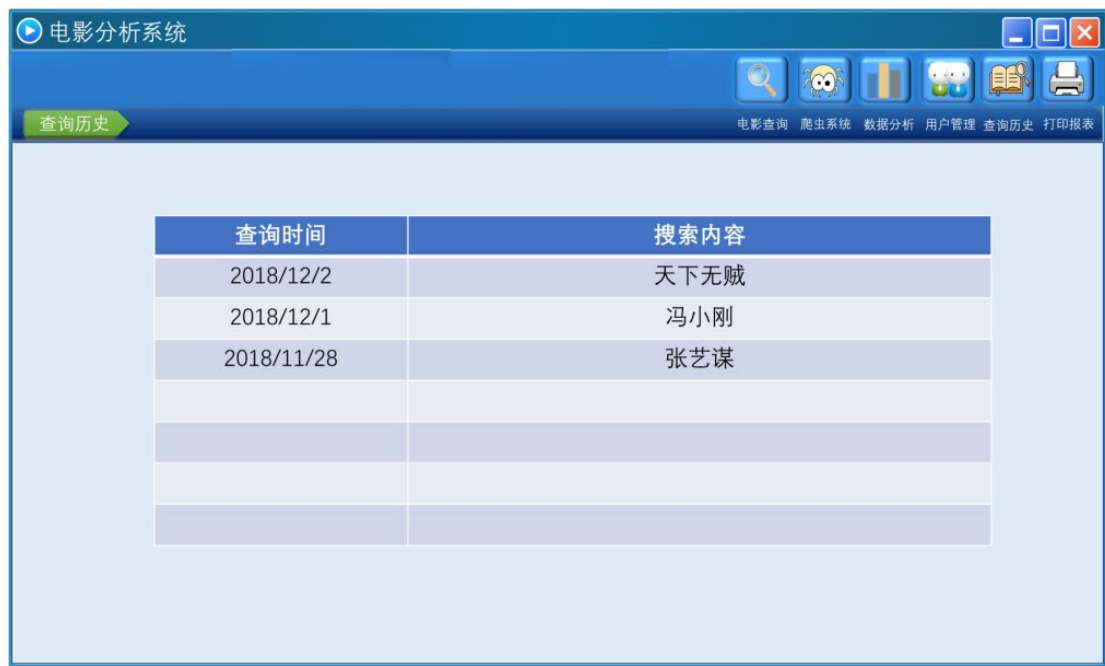 电影分析系统
电影查询 爬虫系统 数据分析 用户管理 查询历史 打印报表
查询历史
查询时间 搜索内容
2018/12/2 天下无贼
2018/12/1 冯小刚
2018/11/28 张艺谋